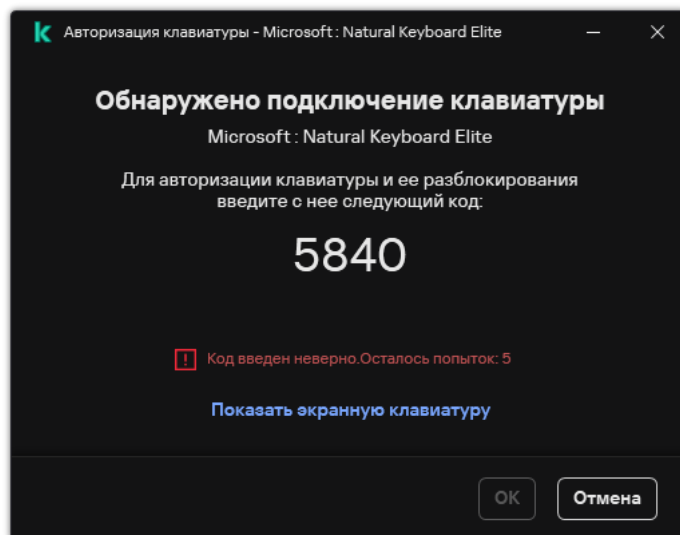 Авторизация клавиатуры - Microsoft : Natural Keyboard Elite
Обнаружено подключение клавиатуры
Microsoft : Natural Keyboard Elite
Для авторизации клавиатуры и ее разблокирования
введите с нее следующий код:
5840
Код введен неверно.Осталось попыток: 5
Показать экранную клавиатуру
ОК
Отмена